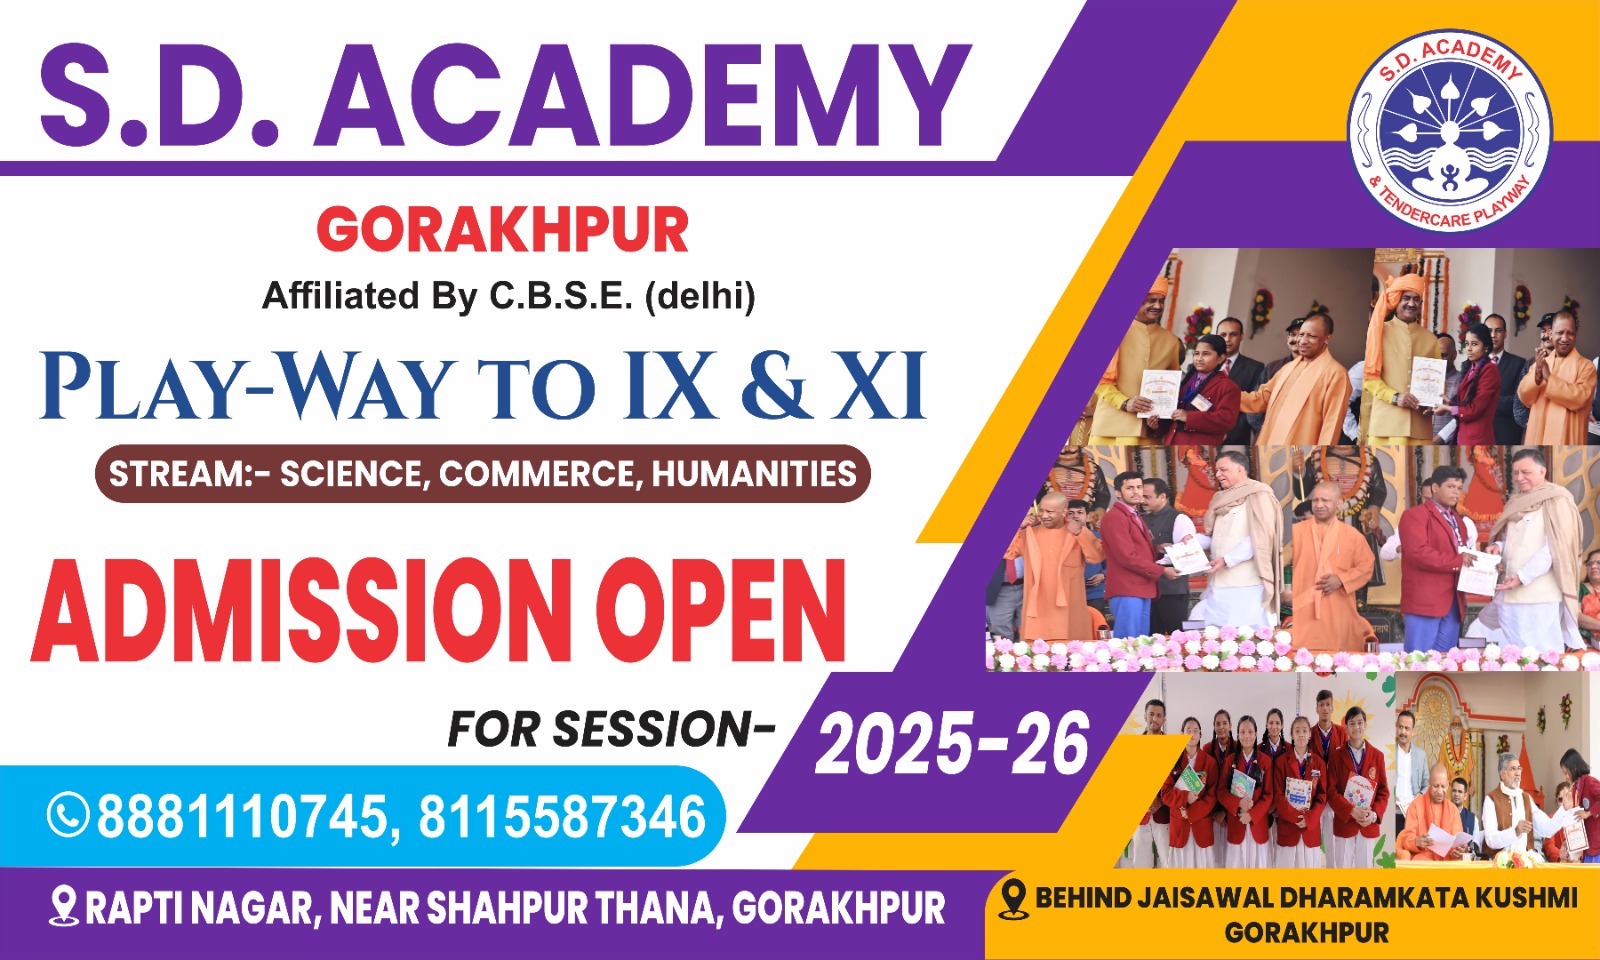 S.D. ACADEMY
S.D. ACADEMY
& TENDERCARE PLAYWAY
GORAKHPUR
Affiliated By C.B.S.E. (delhi)
PLAY-WAY TO IX & XI
STREAM:- SCIENCE, COMMERCE, HUMANITIES
ADMISSION OPEN
FOR SESSION-
2025-26
8881110745, 8115587346
RAPTI NAGAR, NEAR SHAHPUR THANA, GORAKHPUR
BEHIND JAISAWAL DHARAMKATA KUSHMI
GORAKHPUR